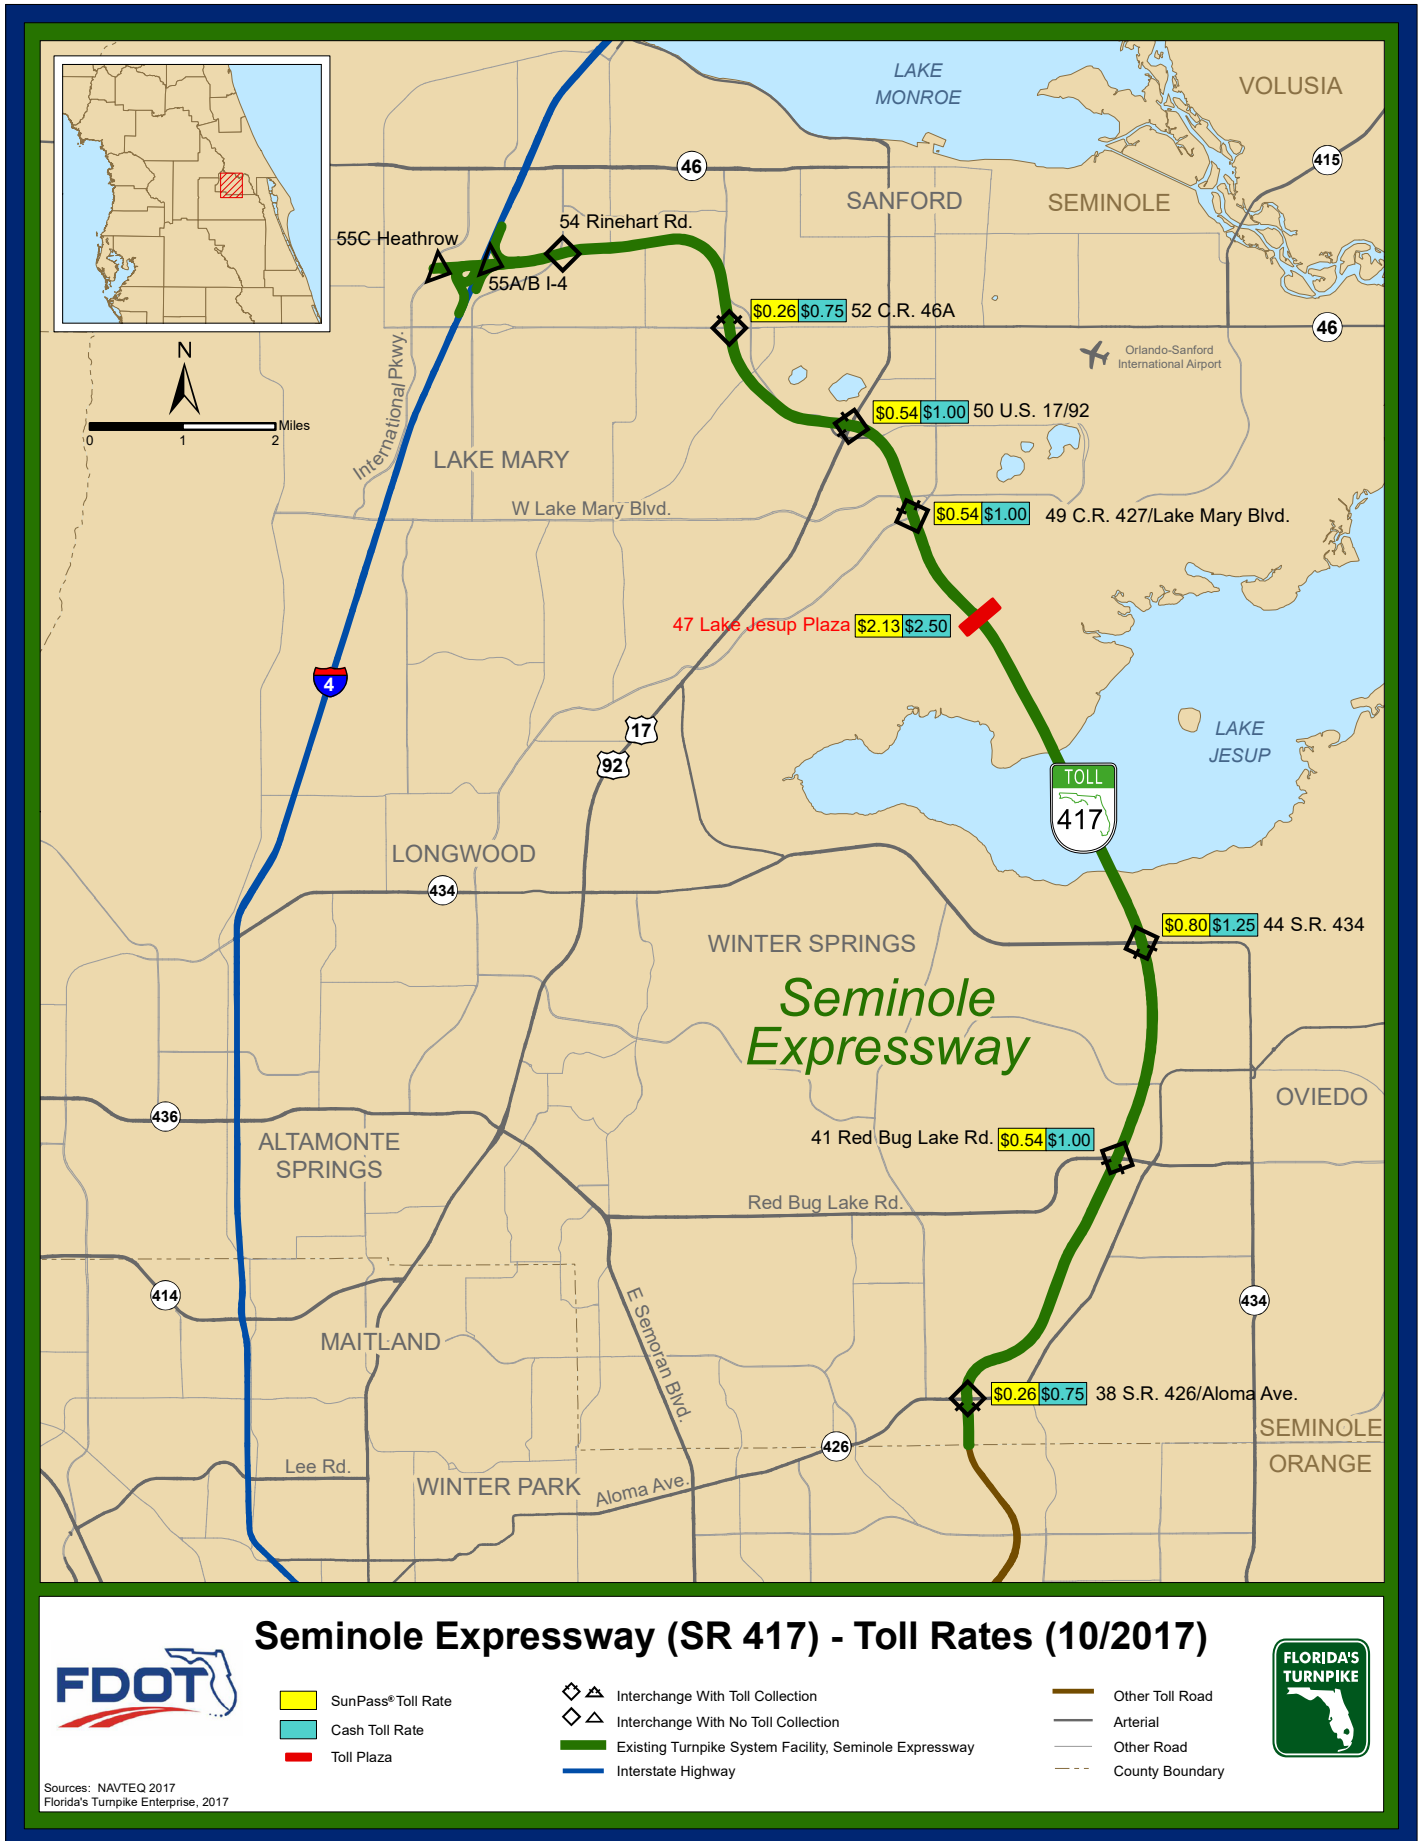 LAKE
MONROE
VOLUSIA
415
46
SANFORD
SEMINOLE
54 Rinehart Rd.
55C Heathrow
55A/B I-4
$0.26 $0.75 52 C.R. 46A
46
Orlando-Sanford
International Airport
N
Miles
0 1 2
International Pkwy.
$0.54 $1.00 50 U.S. 17/92
LAKE MARY
W Lake Mary Blvd.
$0.54 $1.00 49 C.R. 427/Lake Mary Blvd.
47 Lake Jesup Plaza $2.13 $2.50
4
17
92
LAKE
JESUP
TOLL
417
LONGWOOD
434
$0.80 $1.25 44 S.R. 434
WINTER SPRINGS
Seminole
Expressway
OVIEDO
436
ALTAMONTE
SPRINGS
41 Red Bug Lake Rd. $0.54 $1.00
Red Bug Lake Rd.
414
434
E Semoran Blvd.
MAITLAND
$0.26 $0.75 38 S.R. 426/Aloma Ave.
SEMINOLE
426
ORANGE
Lee Rd.
WINTER PARK
Aloma Ave.
Seminole Expressway (SR 417) - Toll Rates (10/2017)
FDOT
SunPass® Toll Rate
Cash Toll Rate
Toll Plaza
Interchange With Toll Collection
Interchange With No Toll Collection
Existing Turnpike System Facility, Seminole Expressway
Interstate Highway
Other Toll Road
Arterial
Other Road
County Boundary
FLORIDA'S
TURNPIKE
Sources: NAVTEQ 2017
Florida's Turnpike Enterprise, 2017